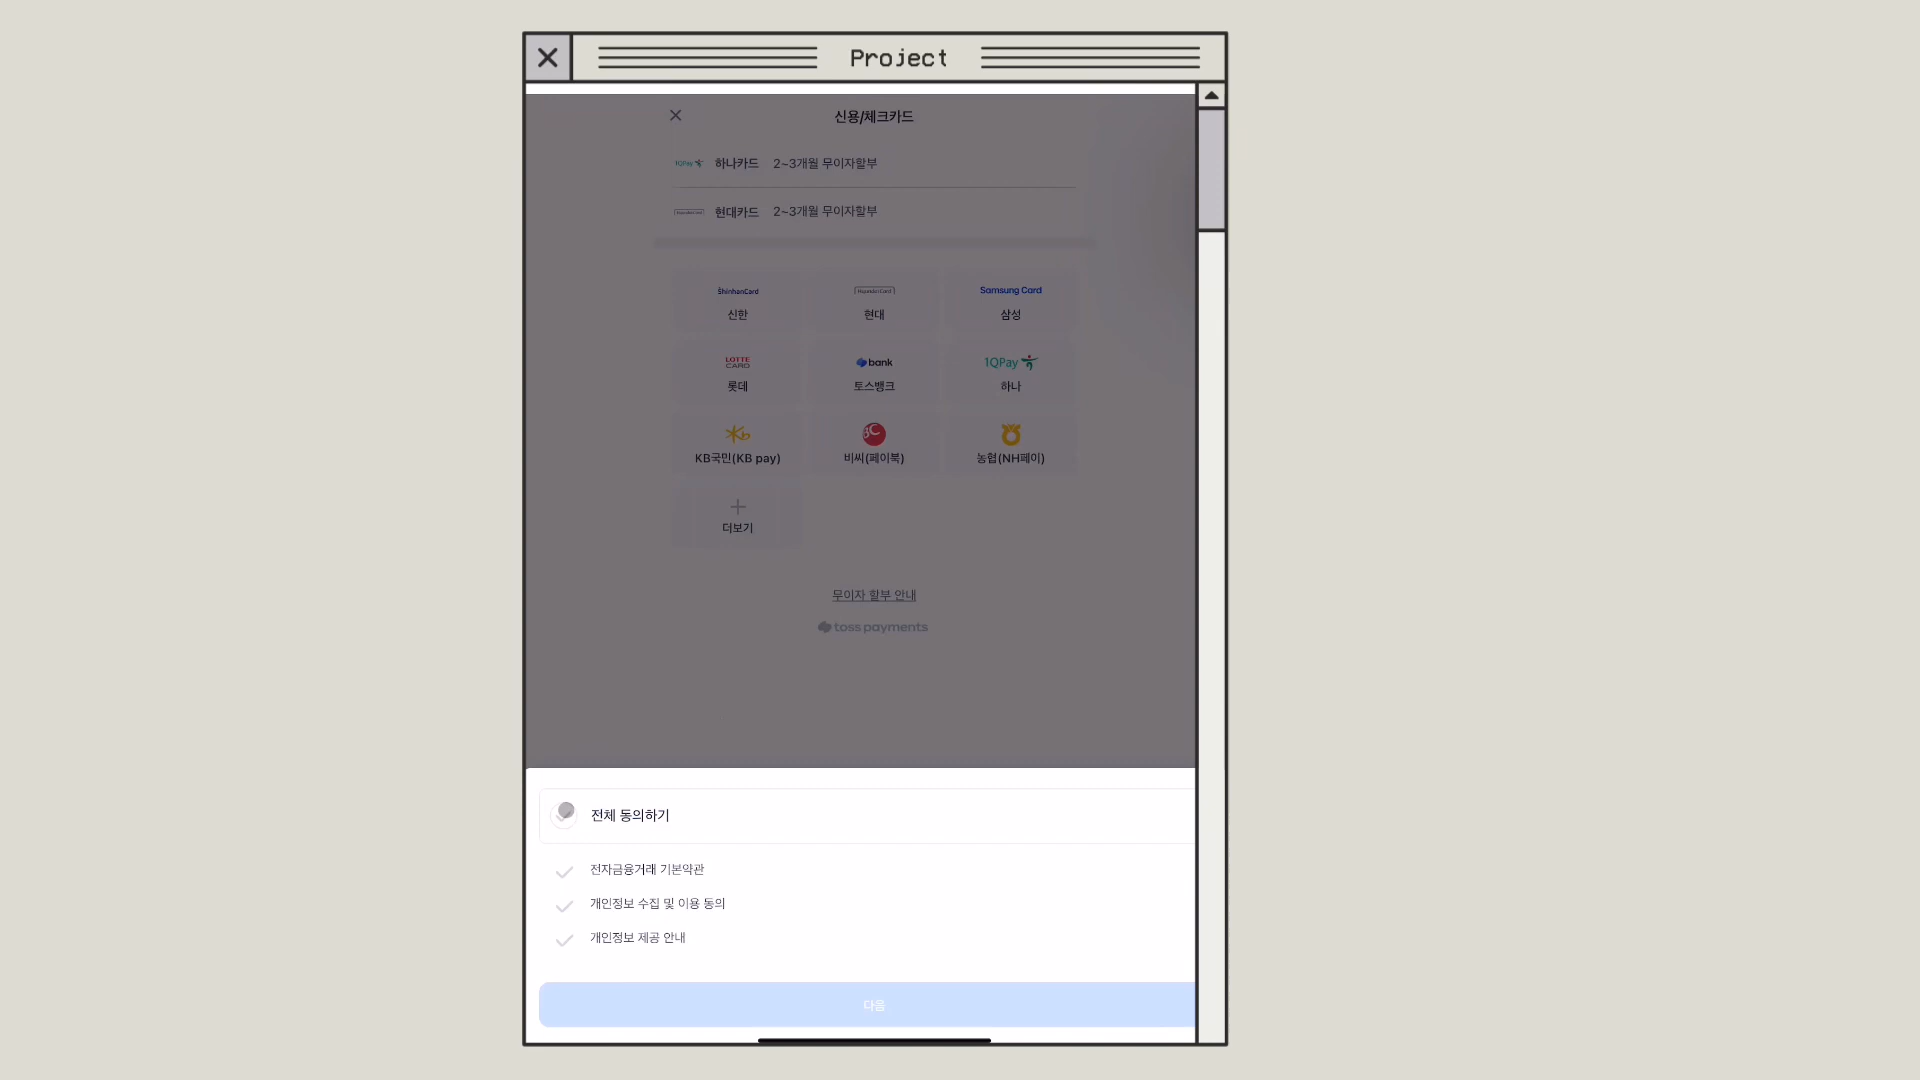 Project
신용/체크카드
1QPay 하나카드 2~3개월 무이자할부
현대카드 2~3개월 무이자할부
ShinhanCard
신한
HyundaiCard
현대
Samsung Card
삼성
LOTTE CARD
롯데
bank
토스뱅크
1QPay
하나
KB국민(KB pay)
비씨(페이북)
농협(NH페이)
더보기
무이자 할부 안내
toss payments
전체 동의하기
전자금융거래 기본약관
개인정보 수집 및 이용 동의
개인정보 제공 안내
다음